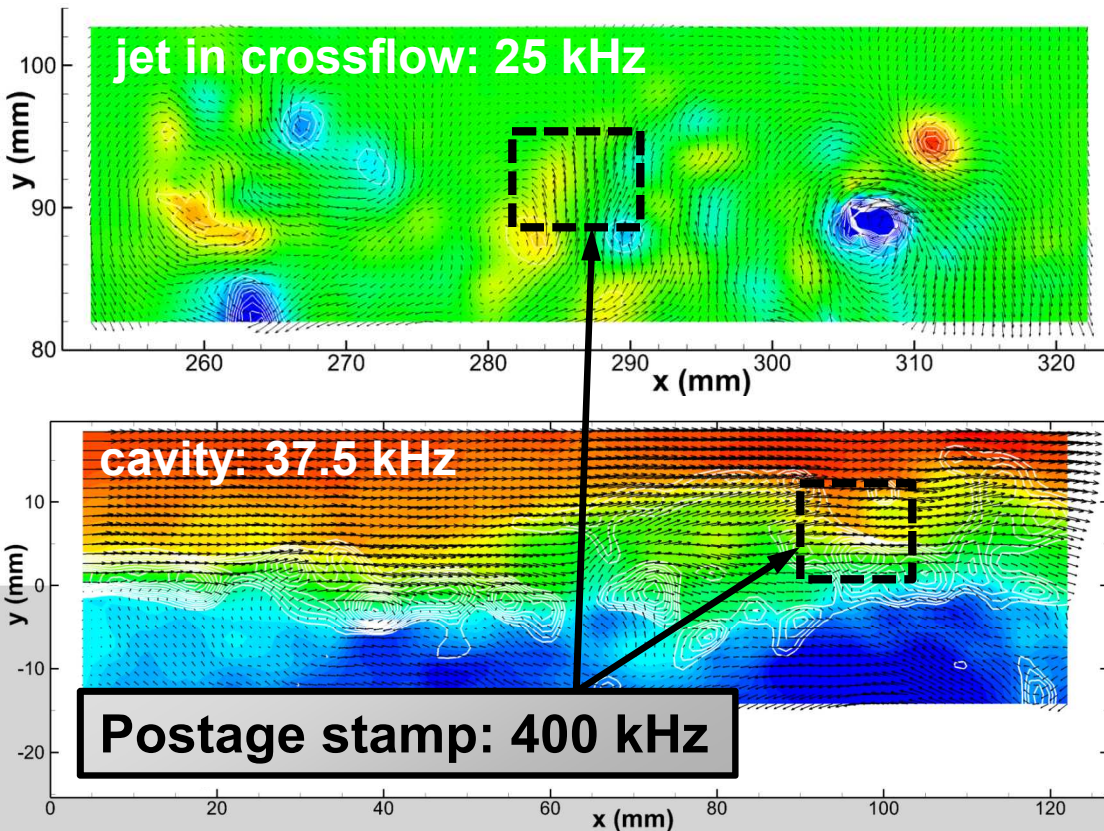 jet in crossflow: 25 kHz
y (mm)
100
90
80
260 270 280 290 300 310 320
x (mm)
cavity: 37.5 kHz
y (mm)
10
0
-10
-20
Postage stamp: 400 kHz
0 20 40 60 80 100 120
x (mm)